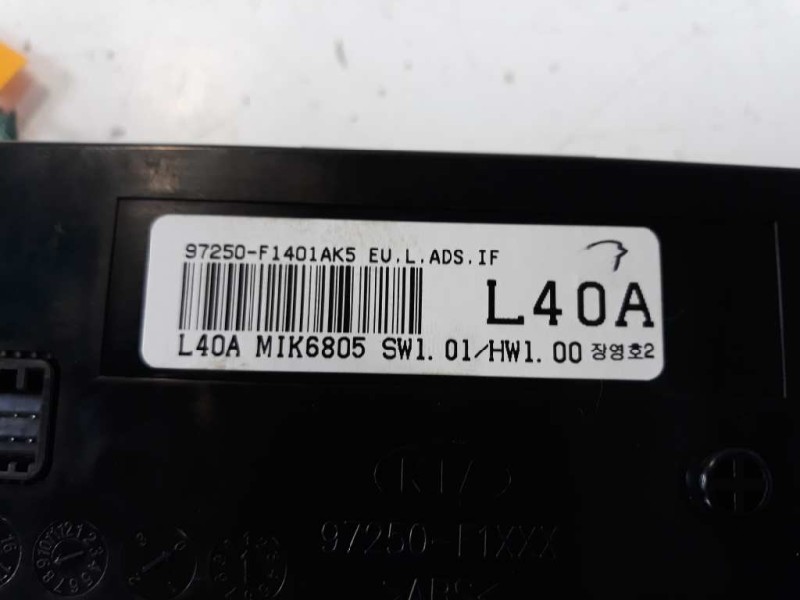 97250-F1401AK5 EU.L.ADS.IF
L40A
L40A MIK6805 SW1.01/HW1.00 장영호2
KIA
97250-F1XXX